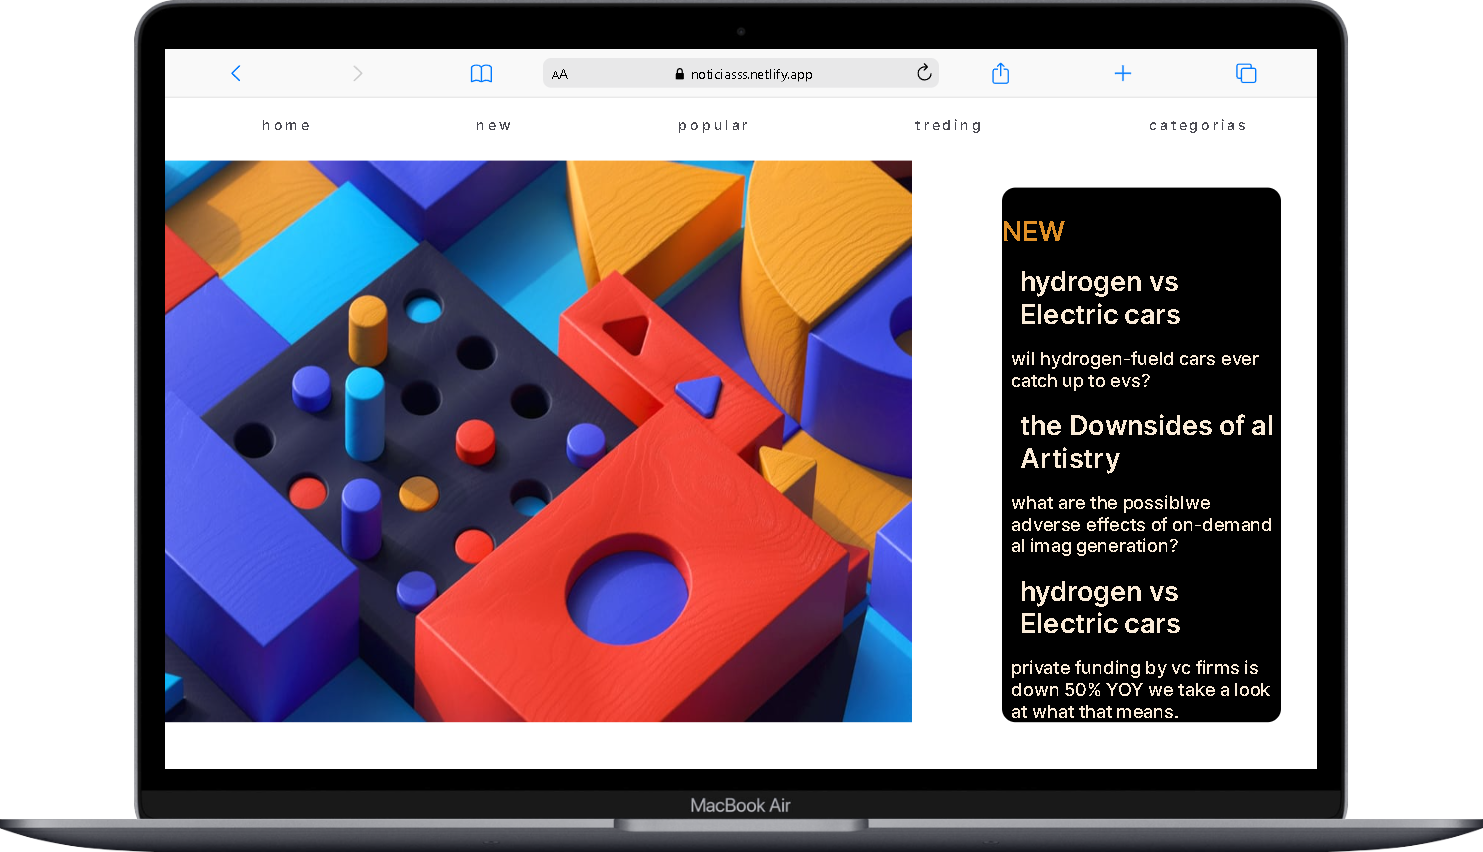 AA noticiasss.netlify.app
home new popular treding categorias
NEW
hydrogen vs
Electric cars
wil hydrogen-fueld cars ever
catch up to evs?
the Downsides of al
Artistry
what are the possiblwe
adverse effects of on-demand
al imag generation?
hydrogen vs
Electric cars
private funding by vc firms is
down 50% YOY we take a look
at what that means.
MacBook Air